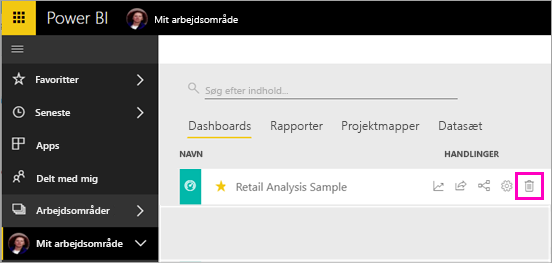 Power BI Mit arbejdsområde
Favoritter
Seneste
Apps
Delt med mig
Arbejdsområder
Mit arbejdsområde
Søg efter indhold...
Dashboards Rapporter Projektmapper Datasæt
NAVN HANDLINGER
Retail Analysis Sample